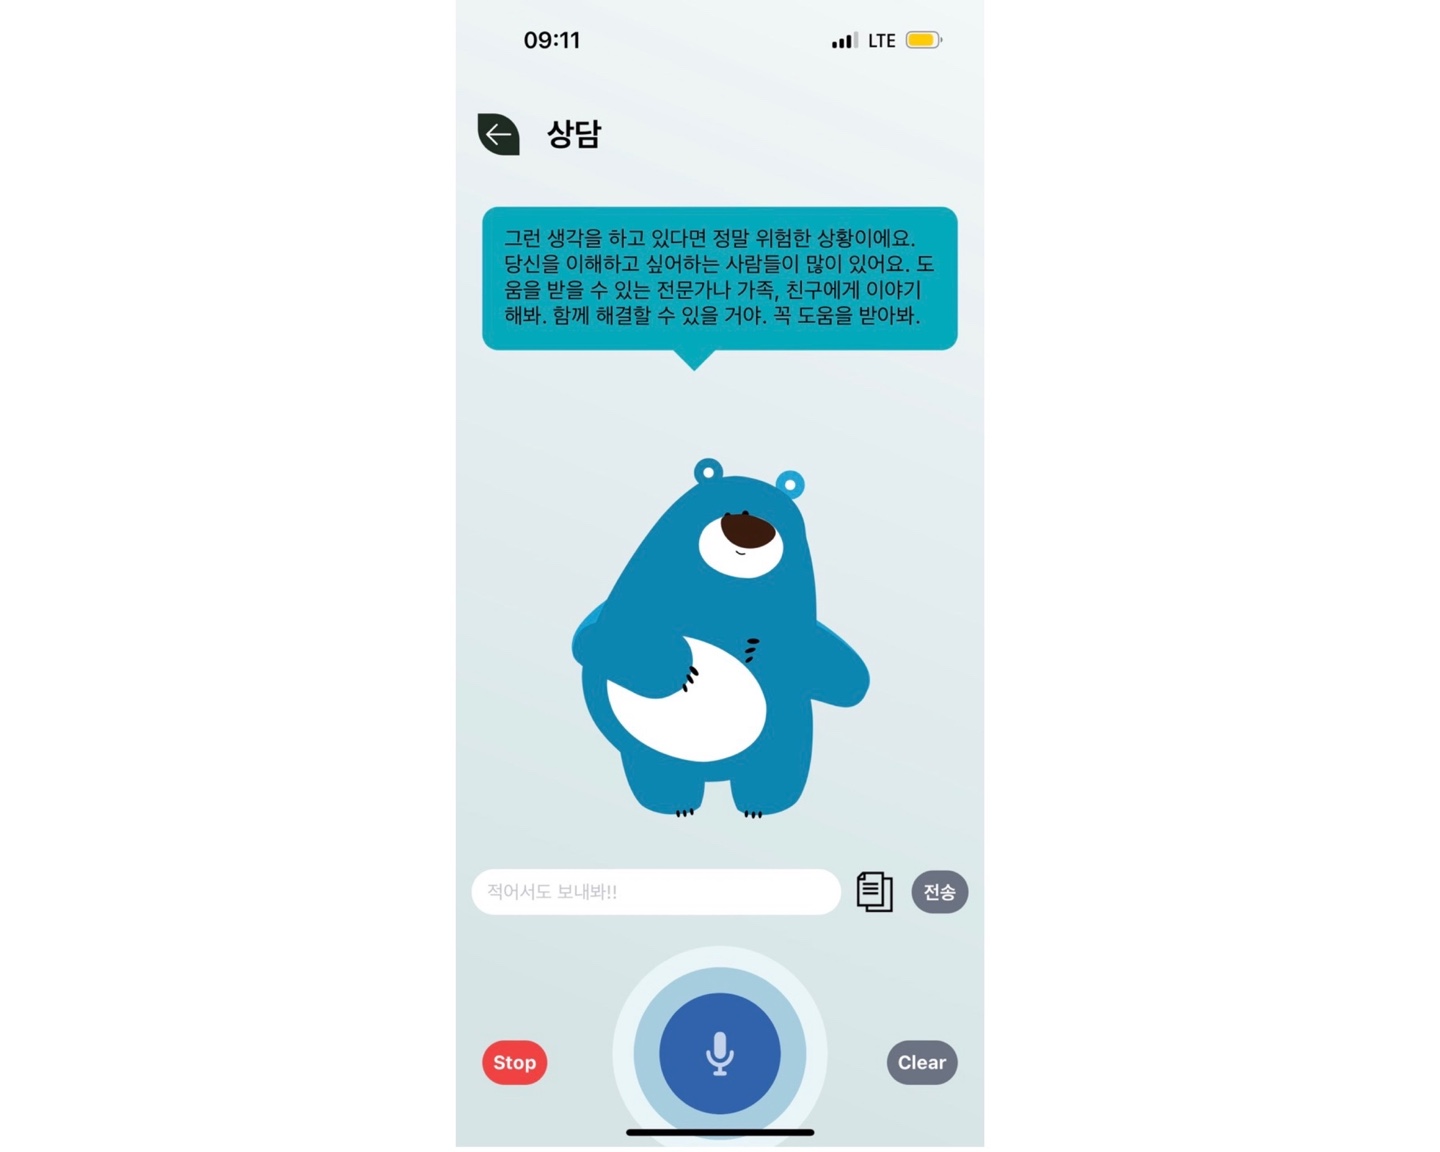 09:11
LTE
상담
그런 생각을 하고 있다면 정말 위험한 상황이에요.
당신을 이해하고 싶어하는 사람들이 많이 있어요. 도
움을 받을 수 있는 전문가나 가족, 친구에게 이야기
해봐. 함께 해결할 수 있을 거야. 꼭 도움을 받아봐.
적어서도 보내봐!!
전송
Stop
Clear